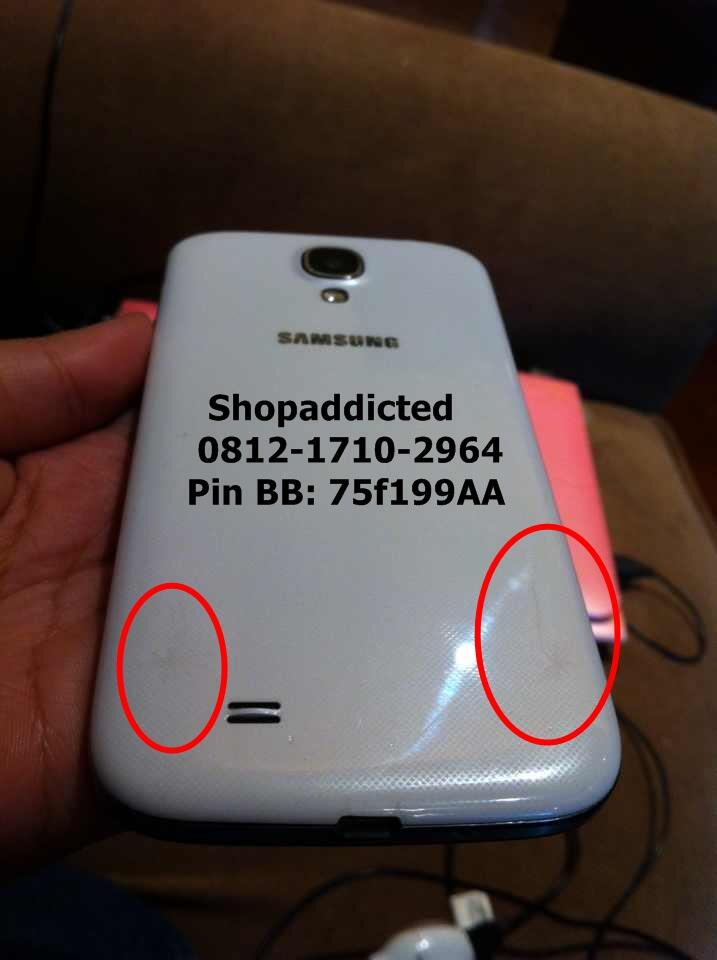 SAMSUNG
Shopaddicted
0812-1710-2964
Pin BB: 75f199AA